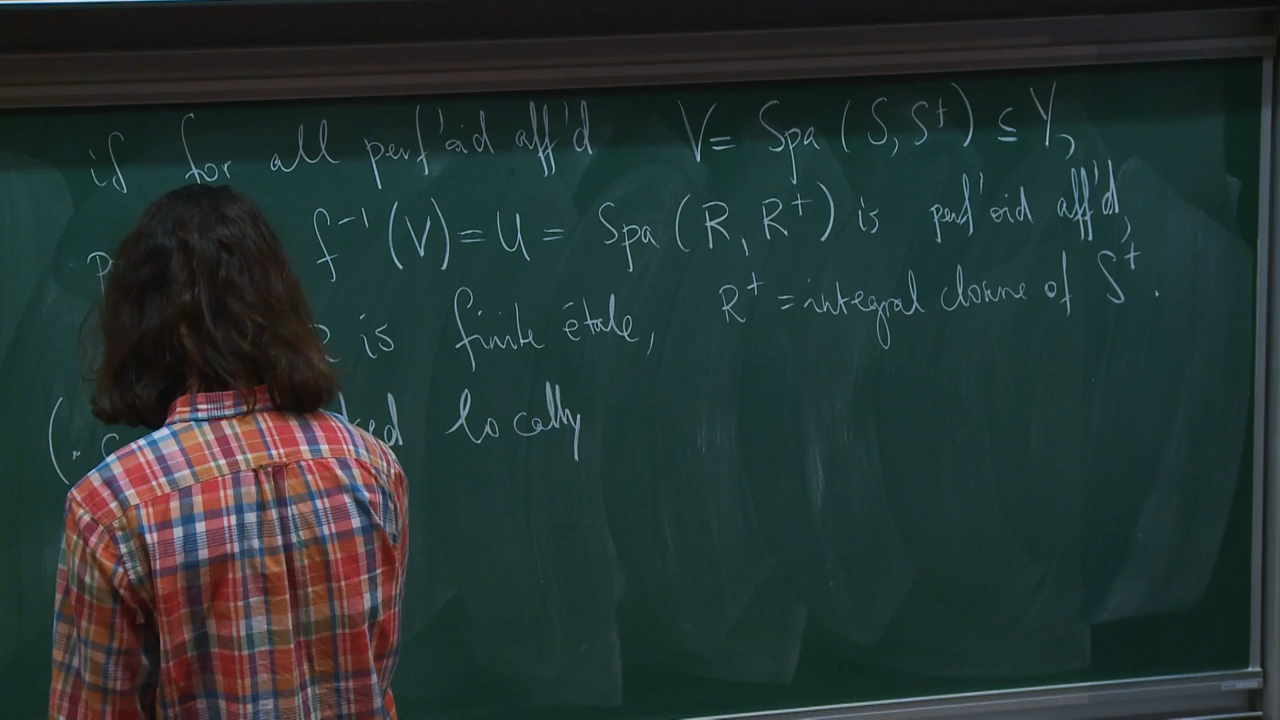 if for all perf'oid aff'd V = Spa (S, S⁺) ⊆ Y,
f⁻¹(V) = U = Spa (R, R⁺) is perf'oid aff'd,
is finite étale, R⁺ = integral closure of S⁺.
locally